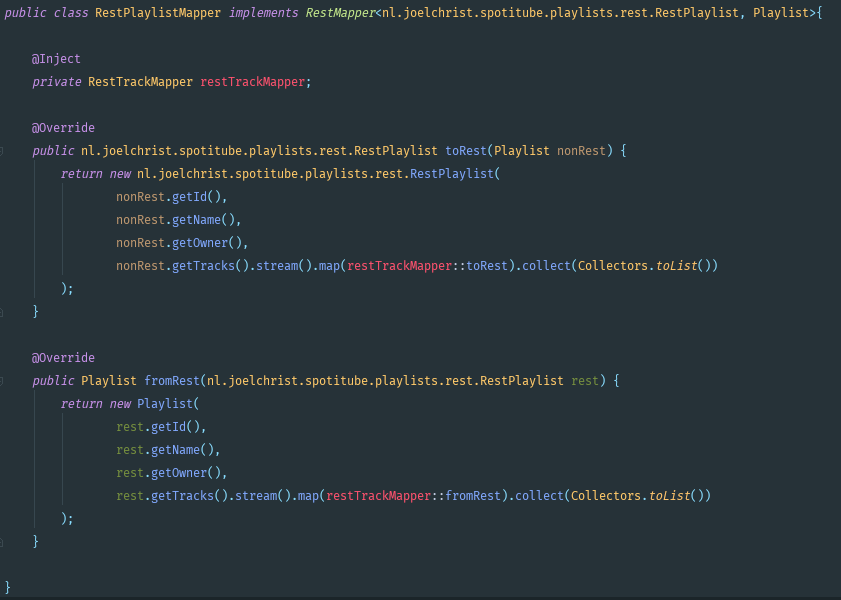 public class RestPlaylistMapper implements RestMapper<nl.joelchrist.spotitube.playlists.rest.RestPlaylist, Playlist>{
@Inject
private RestTrackMapper restTrackMapper;
@Override
public nl.joelchrist.spotitube.playlists.rest.RestPlaylist toRest(Playlist nonRest) {
return new nl.joelchrist.spotitube.playlists.rest.RestPlaylist(
nonRest.getId(),
nonRest.getName(),
nonRest.getOwner(),
nonRest.getTracks().stream().map(restTrackMapper::toRest).collect(Collectors.toList())
);
}
@Override
public Playlist fromRest(nl.joelchrist.spotitube.playlists.rest.RestPlaylist rest) {
return new Playlist(
rest.getId(),
rest.getName(),
rest.getOwner(),
rest.getTracks().stream().map(restTrackMapper::fromRest).collect(Collectors.toList())
);
}
}